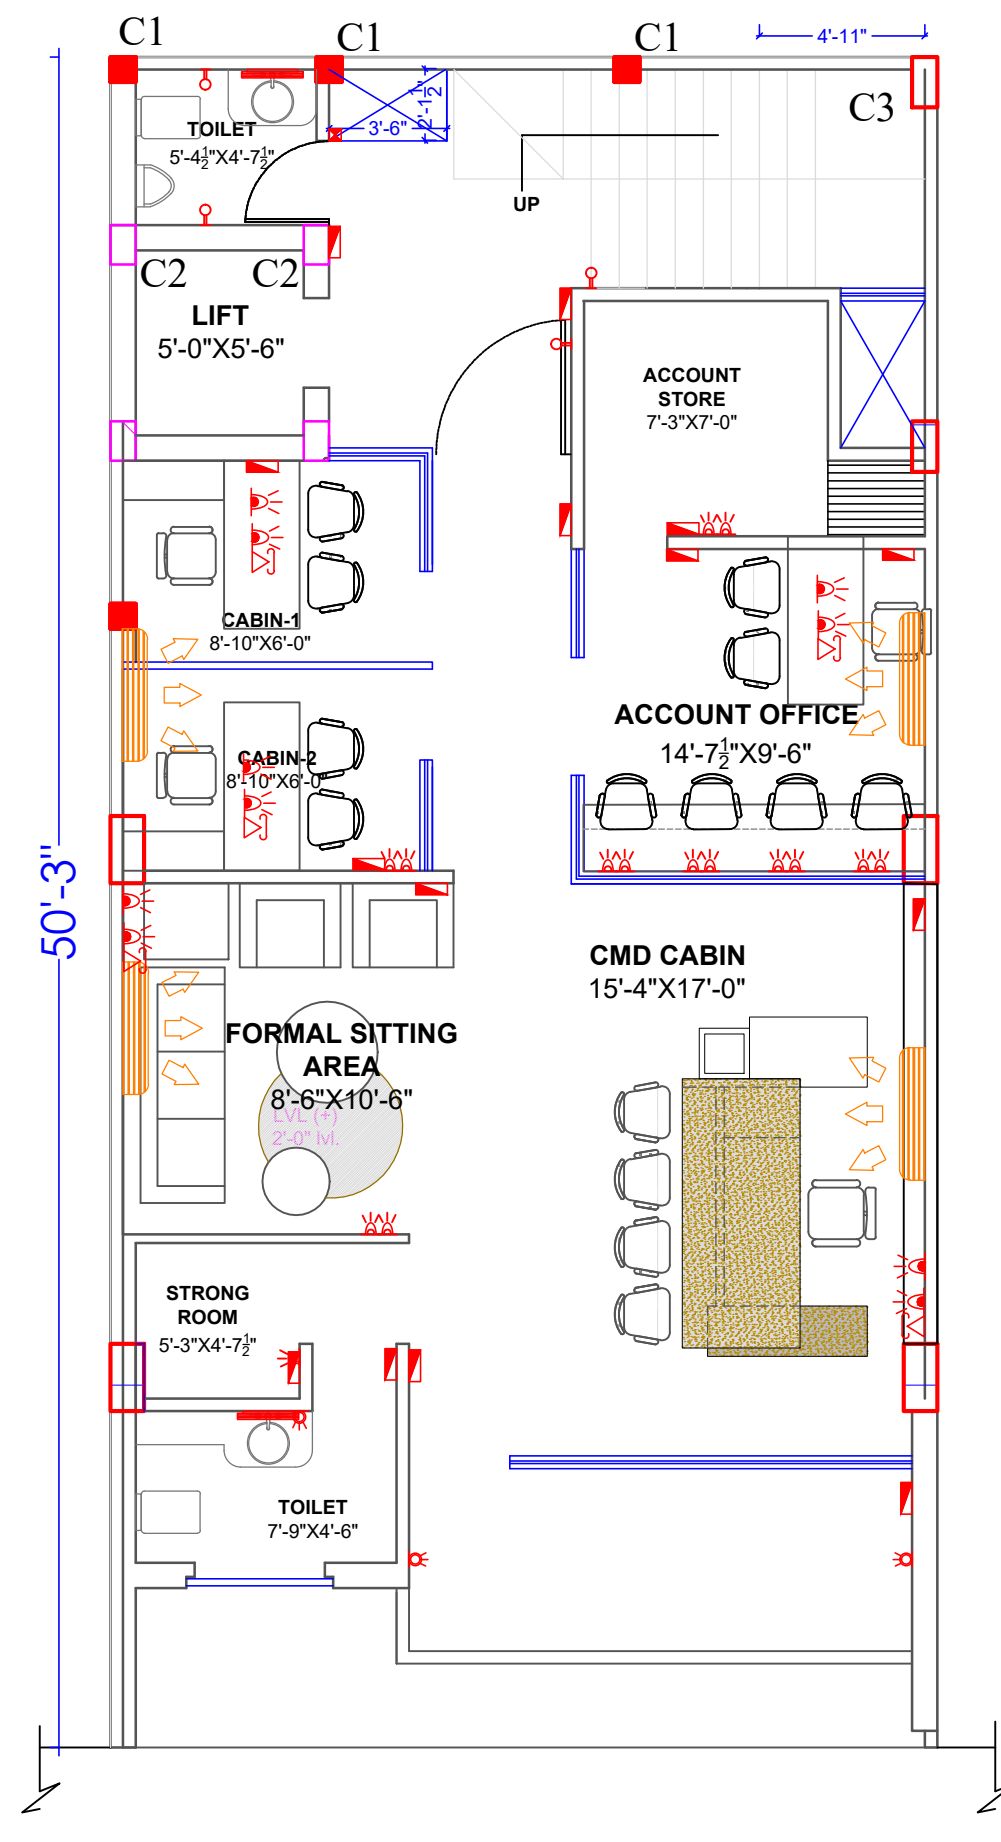 C1
C1
C1
4'-11"
C3
2'-1½"
3'-6"
TOILET
5'-4½"X4'-7½"
UP
C2
C2
LIFT
5'-0"X5'-6"
ACCOUNT
STORE
7'-3"X7'-0"
CABIN-1
8'-10"X6'-0"
ACCOUNT OFFICE
14'-7½"X9'-6"
CABIN-2
8'-10"X6'-0"
50'-3"
CMD CABIN
15'-4"X17'-0"
FORMAL SITTING
AREA
8'-6"X10'-6"
LVL (+)
2'-0" lvl.
STRONG
ROOM
5'-3"X4'-7½"
TOILET
7'-9"X4'-6"